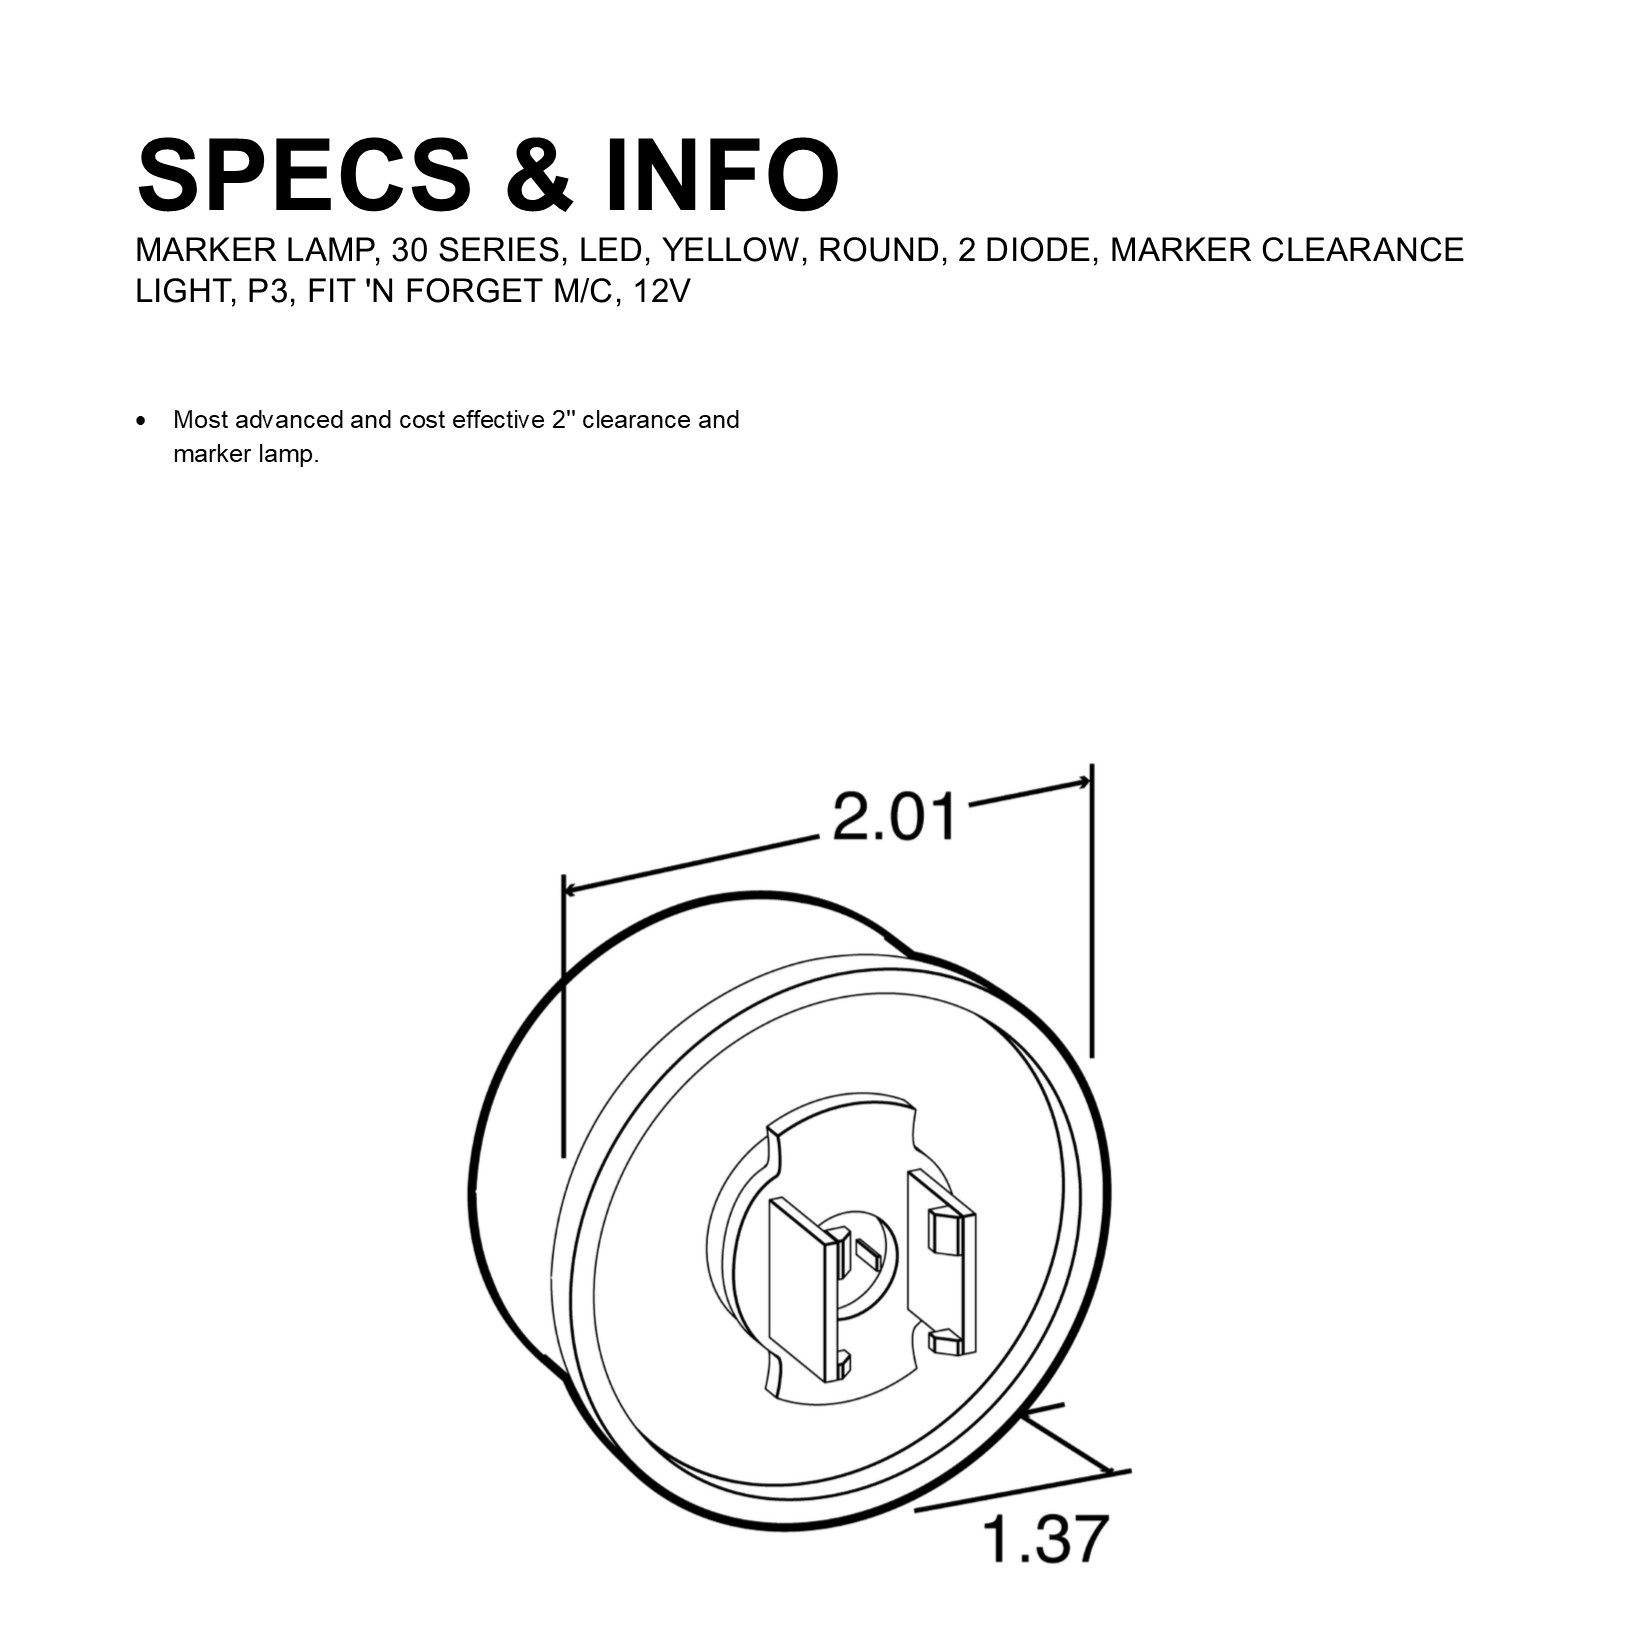 SPECS & INFO
MARKER LAMP, 30 SERIES, LED, YELLOW, ROUND, 2 DIODE, MARKER CLEARANCE
LIGHT, P3, FIT 'N FORGET M/C, 12V
• Most advanced and cost effective 2" clearance and
marker lamp.
2.01
1.37